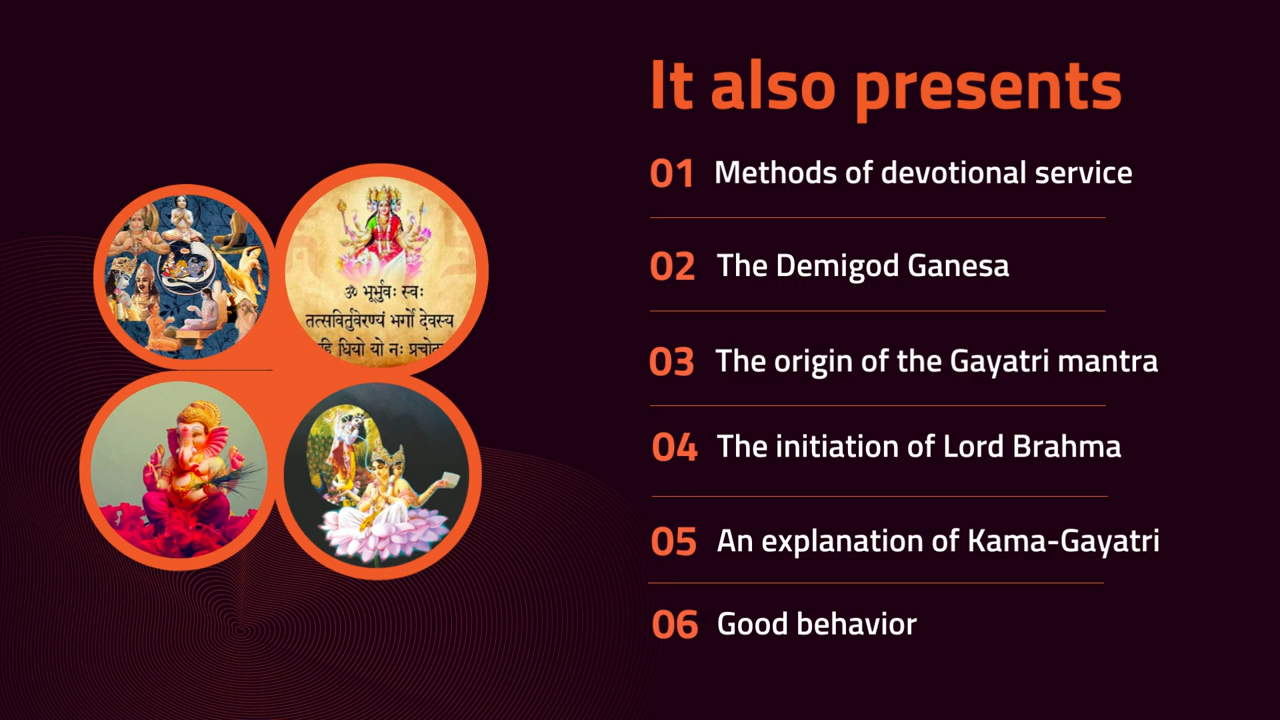 It also presents
01 Methods of devotional service
02 The Demigod Ganesa
03 The origin of the Gayatri mantra
04 The initiation of Lord Brahma
05 An explanation of Kama-Gayatri
06 Good behavior
ॐ भूर्भुवः स्वः
तत्सवितुर्वरेण्यं भर्गो देवस्य
धियो यो नः